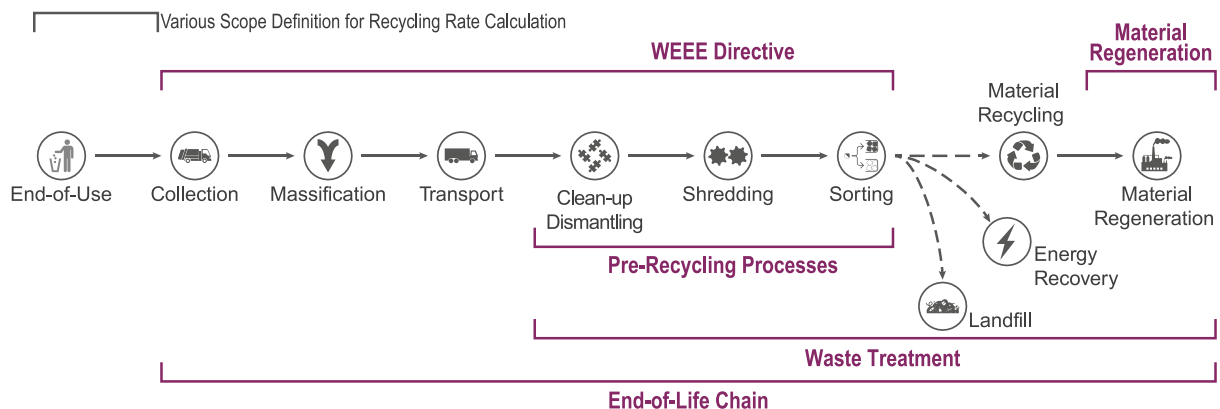 Various Scope Definition for Recycling Rate Calculation
WEEE Directive
Material
Regeneration
Material
Recycling
End-of-Use
Collection
Massification
Transport
Clean-up
Dismantling
Shredding
Sorting
Material
Regeneration
Pre-Recycling Processes
Energy
Recovery
Landfill
Waste Treatment
End-of-Life Chain